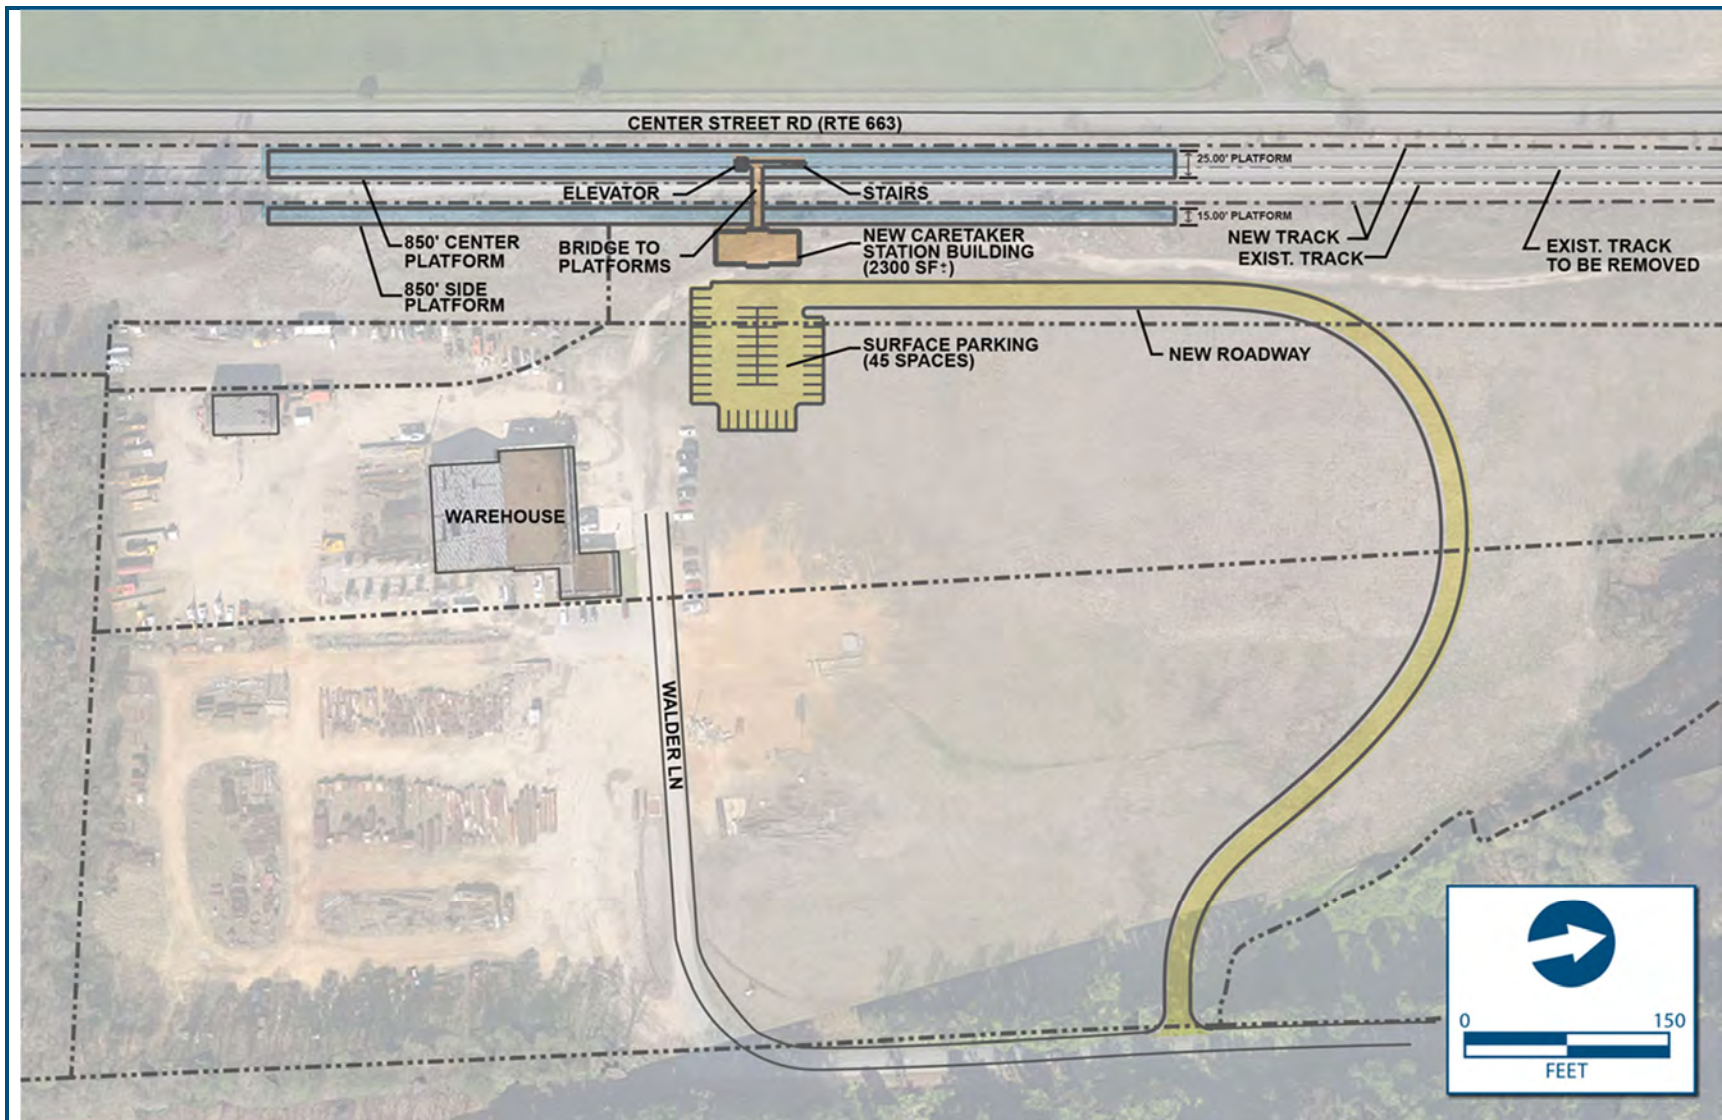 CENTER STREET RD (RTE 663)
25.00' PLATFORM
ELEVATOR
STAIRS
15.00' PLATFORM
850' CENTER
PLATFORM
BRIDGE TO
PLATFORMS
NEW CARETAKER
STATION BUILDING
(2300 SF±)
NEW TRACK
EXIST. TRACK
EXIST. TRACK
TO BE REMOVED
850' SIDE
PLATFORM
SURFACE PARKING
(45 SPACES)
NEW ROADWAY
WAREHOUSE
WALDER LN
0 150
FEET